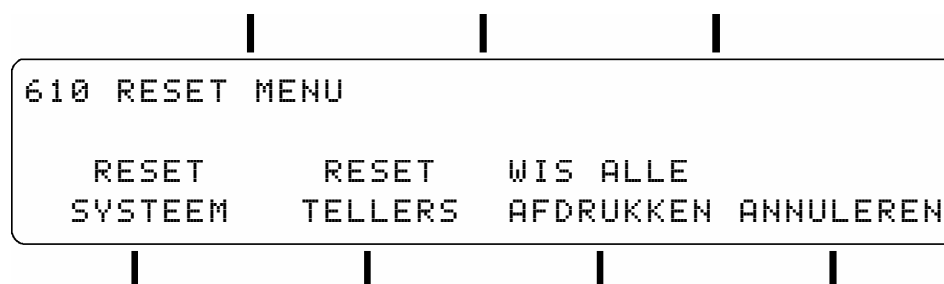 610 RESET MENU
RESET RESET WIS ALLE
SYSTEEM TELLERS AFDRUKKEN ANNULEREN